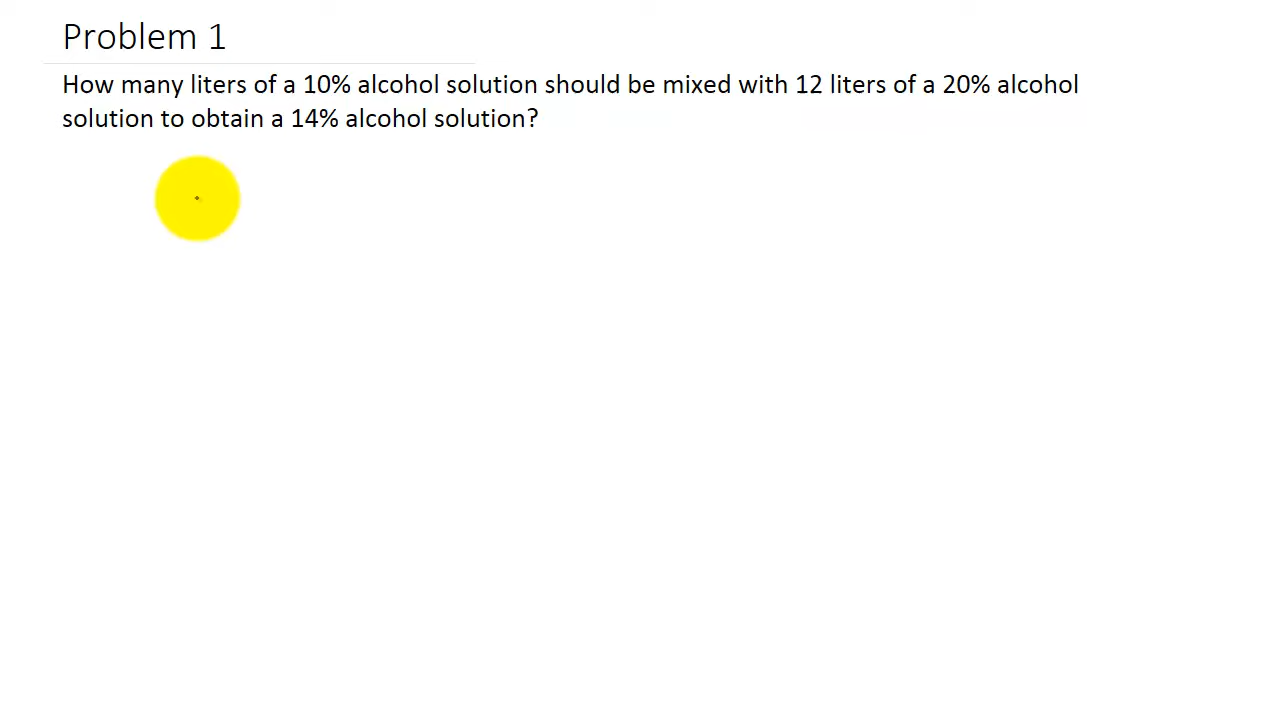 Problem 1
How many liters of a 10% alcohol solution should be mixed with 12 liters of a 20% alcohol
solution to obtain a 14% alcohol solution?